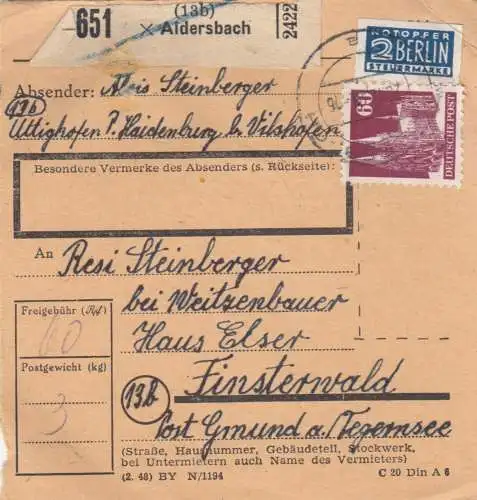 (13b)
651 × Aldersbach 2422
NOTOPFER
2 BERLIN
STEUERMARKE
60 DEUTSCHE POST
Absender: Alois Steinberger
(13b)
Uttighofen P. Haidenburg b. Vilshofen
Besondere Vermerke des Absenders (s. Rückseite):
An Resi Steinberger
bei Weitzenbauer
Haus Elser
Finsterwald
(13b) Post Gmund a/Tegernsee
Freigebühr (Rpf)
60
Postgewicht (kg)
3
(Straße, Hausnummer, Gebäudeteil, Stockwerk,
bei Untermietern auch Name des Vermieters)
(2. 48) BY N/1194 C 20 Din A 6